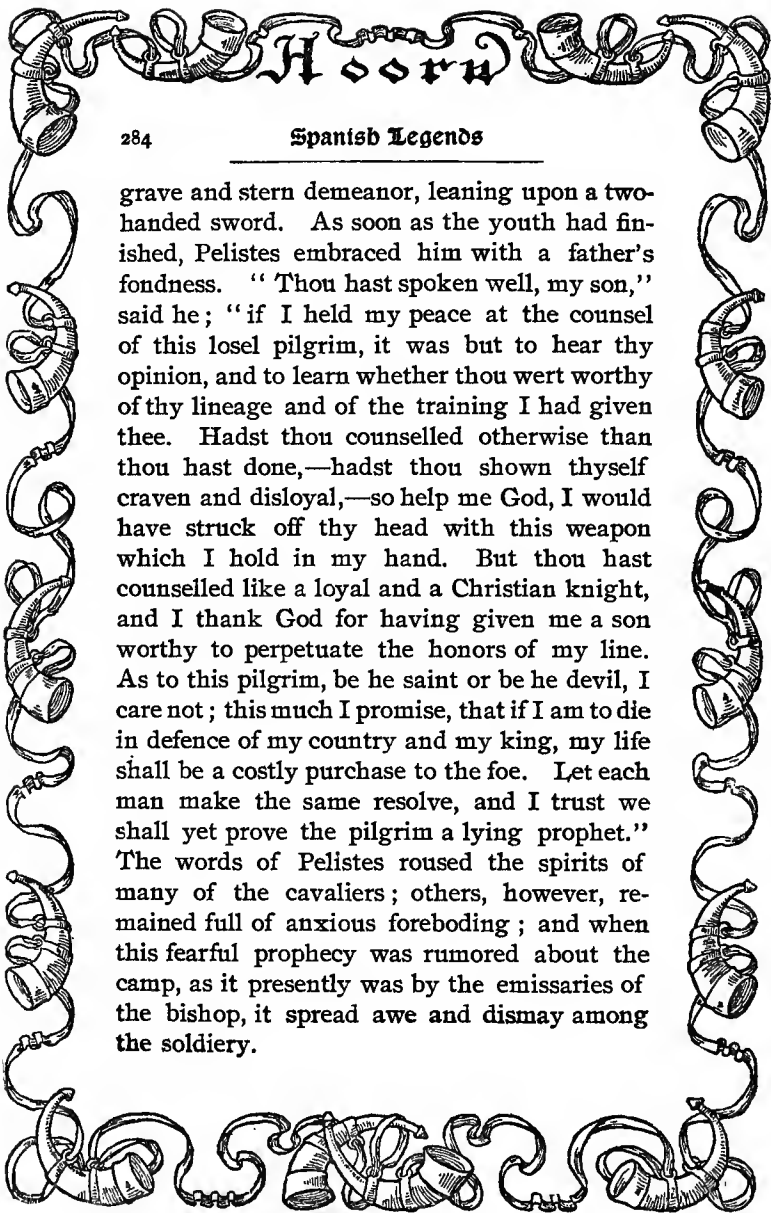 Hoorn
284
Spanish Legends
grave and stern demeanor, leaning upon a two-
handed sword. As soon as the youth had fin-
ished, Pelistes embraced him with a father's
fondness. "Thou hast spoken well, my son,"
said he; "if I held my peace at the counsel
of this losel pilgrim, it was but to hear thy
opinion, and to learn whether thou wert worthy
of thy lineage and of the training I had given
thee. Hadst thou counselled otherwise than
thou hast done,—hadst thou shown thyself
craven and disloyal,—so help me God, I would
have struck off thy head with this weapon
which I hold in my hand. But thou hast
counselled like a loyal and a Christian knight,
and I thank God for having given me a son
worthy to perpetuate the honors of my line.
As to this pilgrim, be he saint or be he devil, I
care not; this much I promise, that if I am to die
in defence of my country and my king, my life
shall be a costly purchase to the foe. Let each
man make the same resolve, and I trust we
shall yet prove the pilgrim a lying prophet."
The words of Pelistes roused the spirits of
many of the cavaliers; others, however, re-
mained full of anxious foreboding; and when
this fearful prophecy was rumored about the
camp, as it presently was by the emissaries of
the bishop, it spread awe and dismay among
the soldiery.